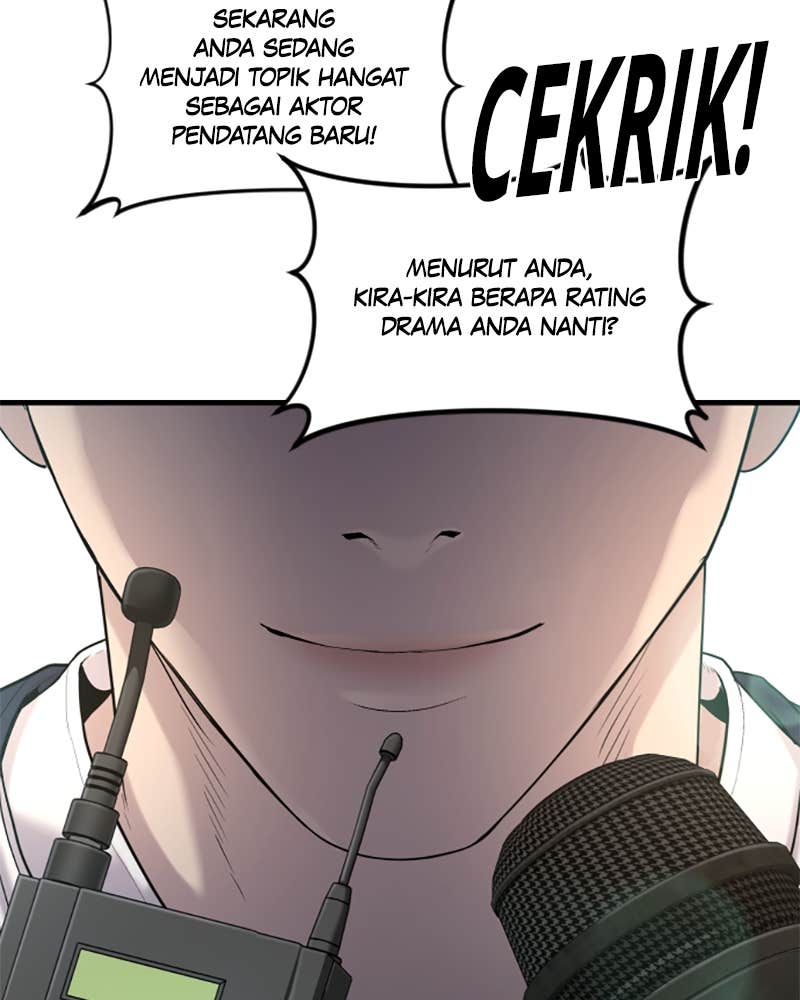 SEKARANG
ANDA SEDANG
MENJADI TOPIK HANGAT
SEBAGAI AKTOR
PENDATANG BARU!
CEKRIK!
MENURUT ANDA,
KIRA-KIRA BERAPA RATING
DRAMA ANDA NANTI?